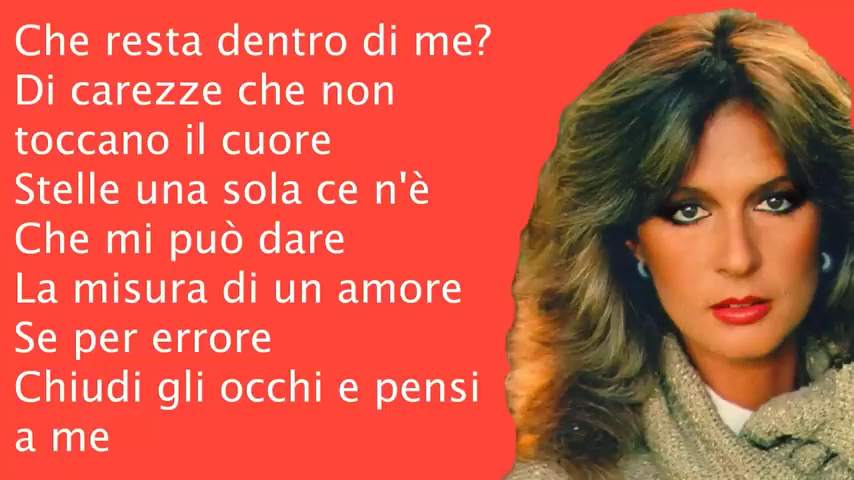 Che resta dentro di me?
Di carezze che non
toccano il cuore
Stelle una sola ce n'è
Che mi può dare
La misura di un amore
Se per errore
Chiudi gli occhi e pensi
a me